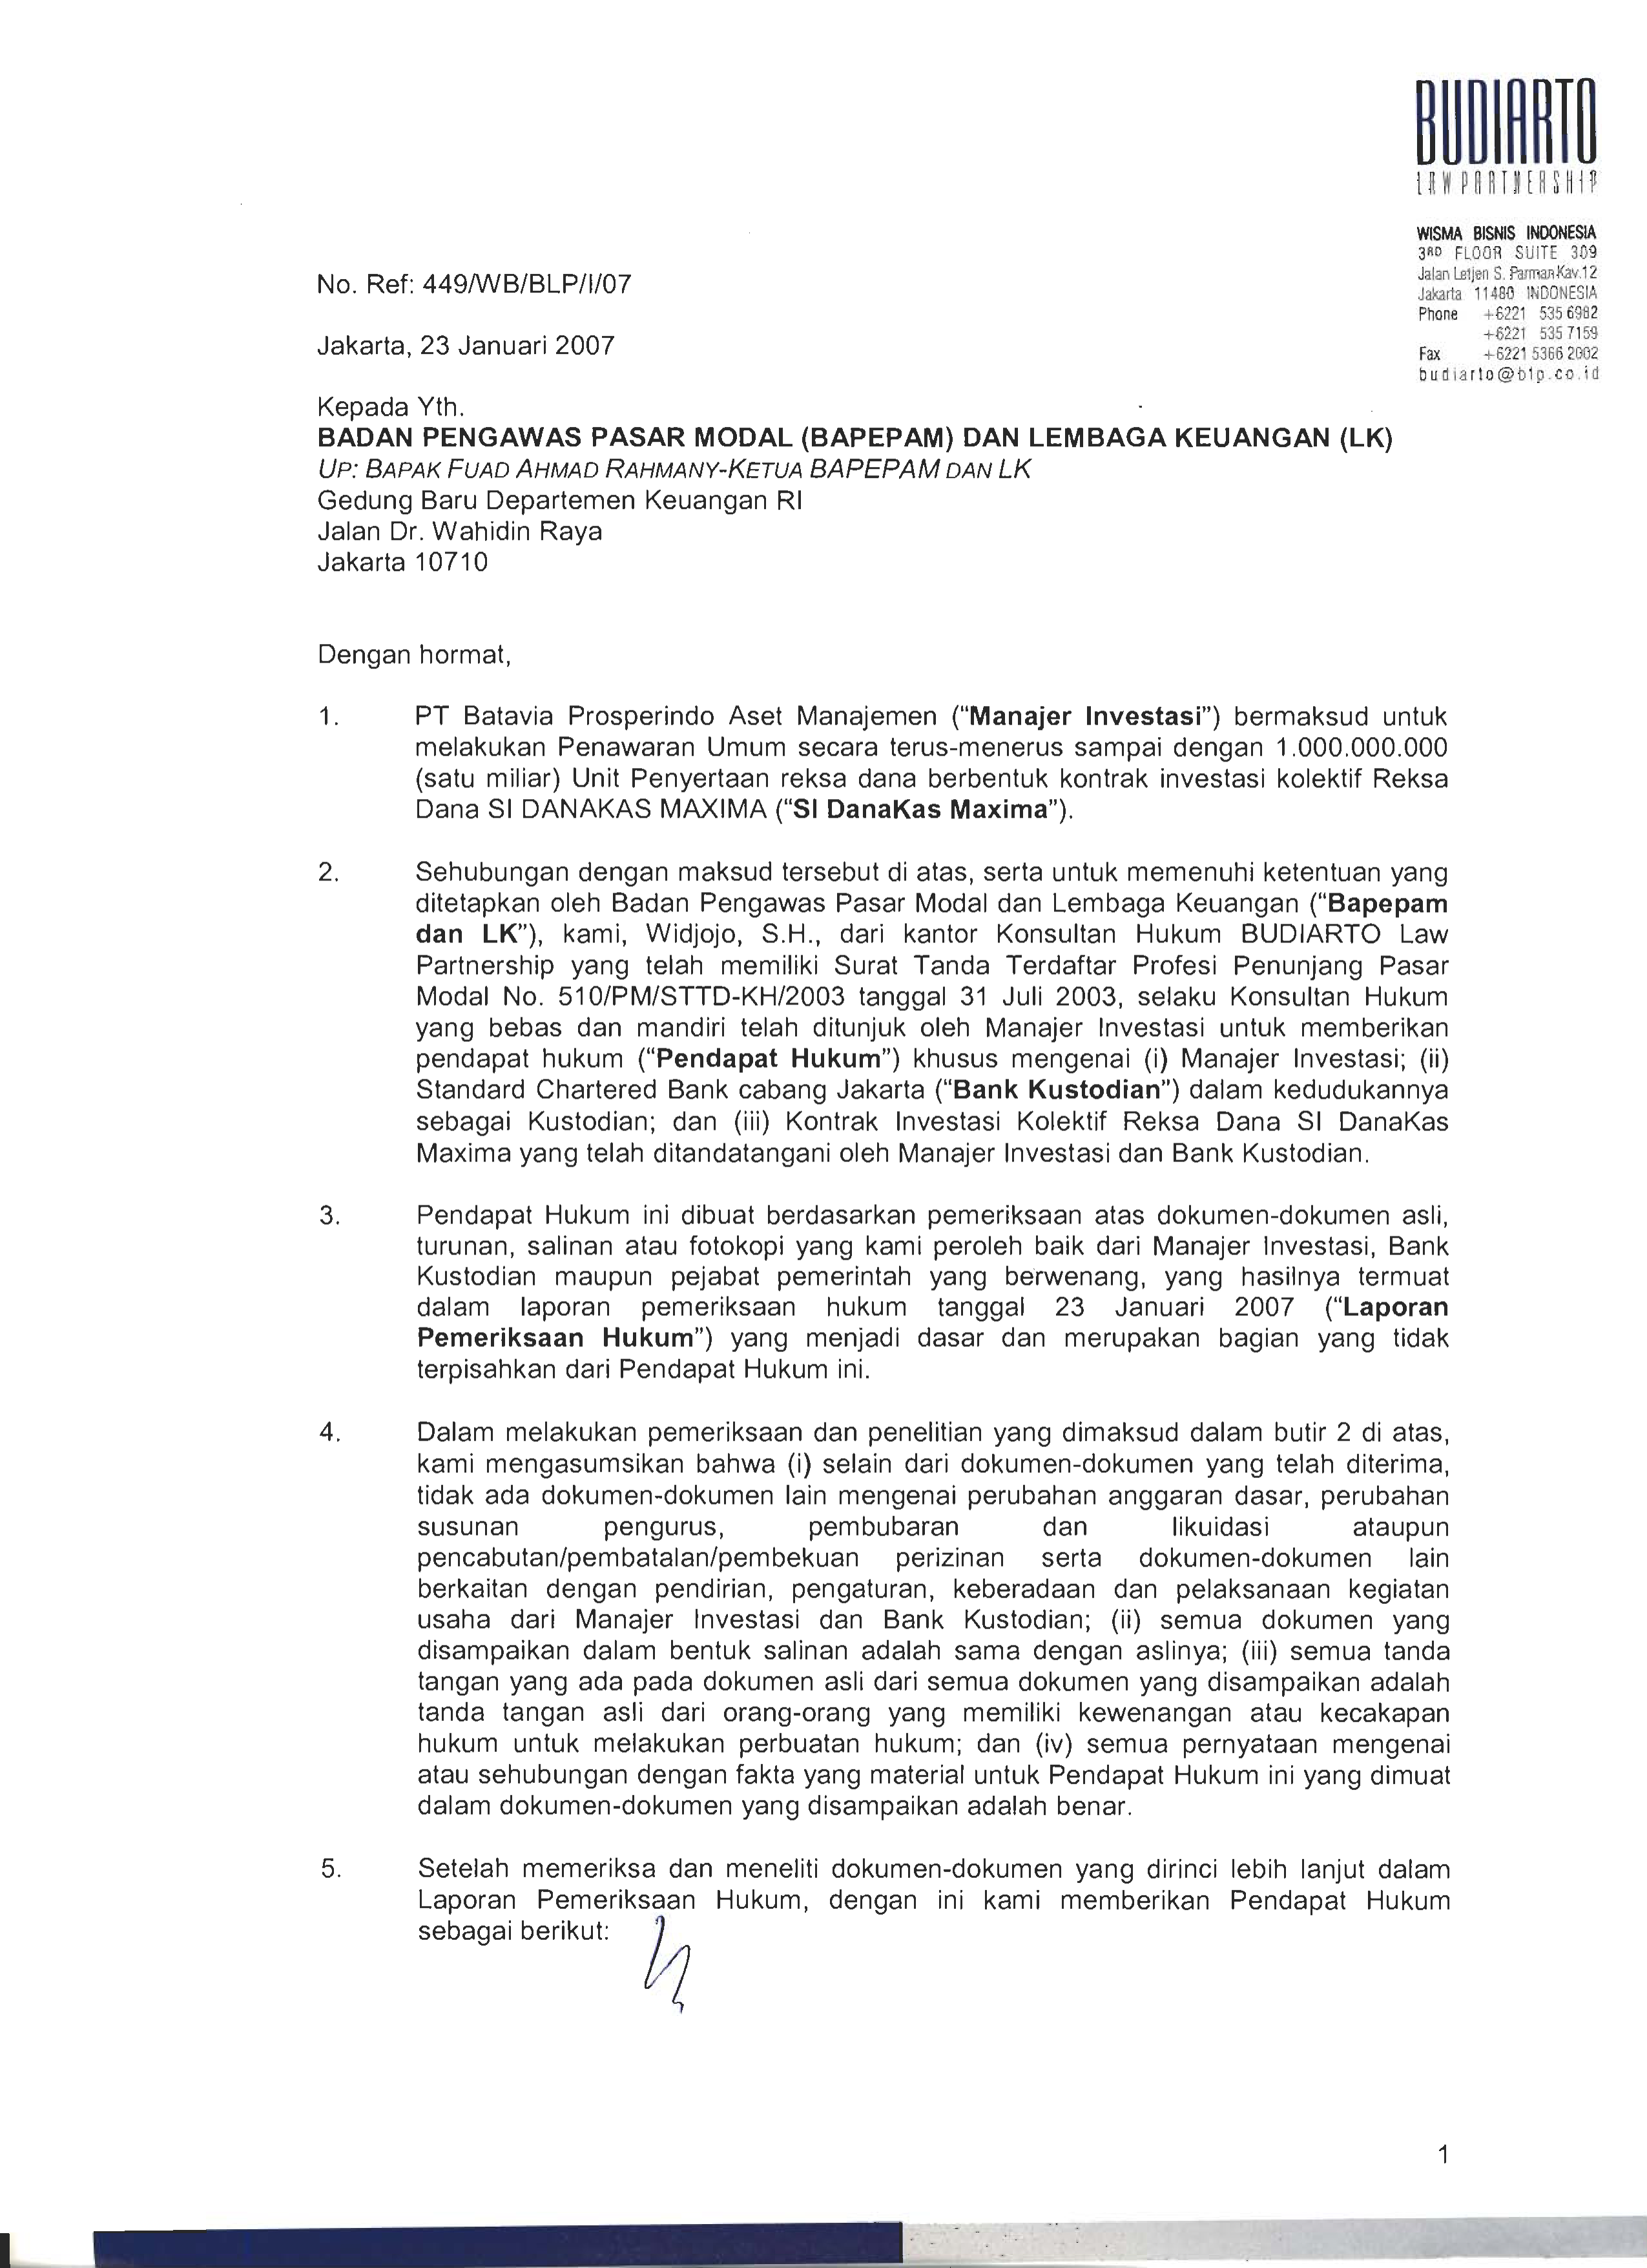 BUDIARTO
LAW PARTNERSHIP
WISMA BISNIS INDONESIA
3RD FLOOR SUITE 309
Jalan Letjen S. Parman Kav.12
Jakarta 11480 INDONESIA
Phone +6221 535 6982
+6221 535 7159
Fax +6221 5366 2002
budiarto@blp.co.id
No. Ref: 449/WB/BLP/I/07
Jakarta, 23 Januari 2007
Kepada Yth.
BADAN PENGAWAS PASAR MODAL (BAPEPAM) DAN LEMBAGA KEUANGAN (LK)
UP: BAPAK FUAD AHMAD RAHMANY-KETUA BAPEPAM DAN LK
Gedung Baru Departemen Keuangan RI
Jalan Dr. Wahidin Raya
Jakarta 10710
Dengan hormat,
1. PT Batavia Prosperindo Aset Manajemen (“Manajer Investasi”) bermaksud untuk
melakukan Penawaran Umum secara terus-menerus sampai dengan 1.000.000.000
(satu miliar) Unit Penyertaan reksa dana berbentuk kontrak investasi kolektif Reksa
Dana SI DANAKAS MAXIMA (“SI DanaKas Maxima”).
2. Sehubungan dengan maksud tersebut di atas, serta untuk memenuhi ketentuan yang
ditetapkan oleh Badan Pengawas Pasar Modal dan Lembaga Keuangan (“Bapepam
dan LK”), kami, Widjojo, S.H., dari kantor Konsultan Hukum BUDIARTO Law
Partnership yang telah memiliki Surat Tanda Terdaftar Profesi Penunjang Pasar
Modal No. 510/PM/STTD-KH/2003 tanggal 31 Juli 2003, selaku Konsultan Hukum
yang bebas dan mandiri telah ditunjuk oleh Manajer Investasi untuk memberikan
pendapat hukum (“Pendapat Hukum”) khusus mengenai (i) Manajer Investasi; (ii)
Standard Chartered Bank cabang Jakarta (“Bank Kustodian”) dalam kedudukannya
sebagai Kustodian; dan (iii) Kontrak Investasi Kolektif Reksa Dana SI DanaKas
Maxima yang telah ditandatangani oleh Manajer Investasi dan Bank Kustodian.
3. Pendapat Hukum ini dibuat berdasarkan pemeriksaan atas dokumen-dokumen asli,
turunan, salinan atau fotokopi yang kami peroleh baik dari Manajer Investasi, Bank
Kustodian maupun pejabat pemerintah yang berwenang, yang hasilnya termuat
dalam laporan pemeriksaan hukum tanggal 23 Januari 2007 (“Laporan
Pemeriksaan Hukum”) yang menjadi dasar dan merupakan bagian yang tidak
terpisahkan dari Pendapat Hukum ini.
4. Dalam melakukan pemeriksaan dan penelitian yang dimaksud dalam butir 2 di atas,
kami mengasumsikan bahwa (i) selain dari dokumen-dokumen yang telah diterima,
tidak ada dokumen-dokumen lain mengenai perubahan anggaran dasar, perubahan
susunan pengurus, pembubaran dan likuidasi ataupun
pencabutan/pembatalan/pembekuan perizinan serta dokumen-dokumen lain
berkaitan dengan pendirian, pengaturan, keberadaan dan pelaksanaan kegiatan
usaha dari Manajer Investasi dan Bank Kustodian; (ii) semua dokumen yang
disampaikan dalam bentuk salinan adalah sama dengan aslinya; (iii) semua tanda
tangan yang ada pada dokumen asli dari semua dokumen yang disampaikan adalah
tanda tangan asli dari orang-orang yang memiliki kewenangan atau kecakapan
hukum untuk melakukan perbuatan hukum; dan (iv) semua pernyataan mengenai
atau sehubungan dengan fakta yang material untuk Pendapat Hukum ini yang dimuat
dalam dokumen-dokumen yang disampaikan adalah benar.
5. Setelah memeriksa dan meneliti dokumen-dokumen yang dirinci lebih lanjut dalam
Laporan Pemeriksaan Hukum, dengan ini kami memberikan Pendapat Hukum
sebagai berikut:
1